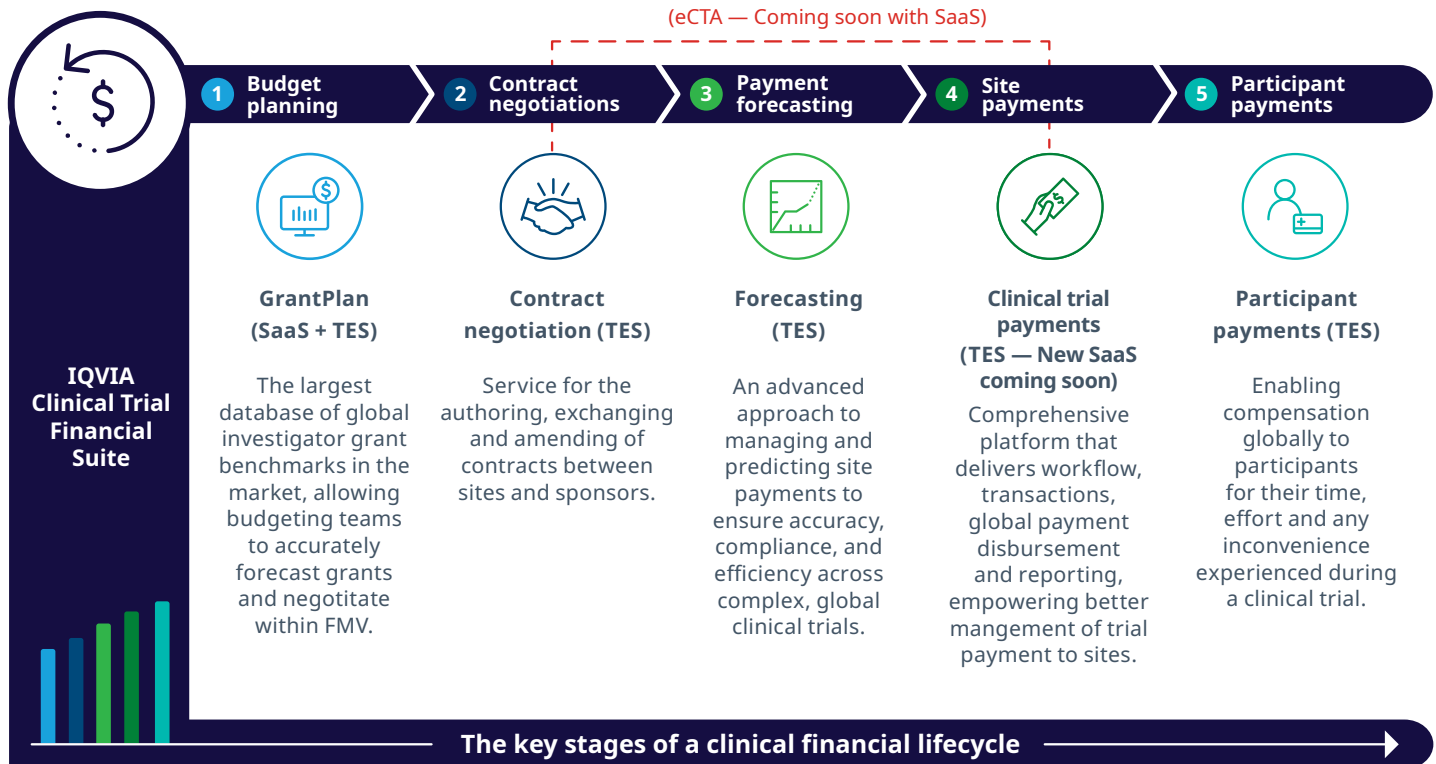 (eCTA — Coming soon with SaaS)
1 Budget
planning
2 Contract
negotiations
3 Payment
forecasting
4 Site
payments
5 Participant
payments
IQVIA
Clinical Trial
Financial
Suite
GrantPlan
(SaaS + TES)
The largest
database of global
investigator grant
benchmarks in the
market, allowing
budgeting teams
to accurately
forecast grants
and negotitate
within FMV.
Contract
negotiation (TES)
Service for the
authoring, exchanging
and amending of
contracts between
sites and sponsors.
Forecasting
(TES)
An advanced
approach to
managing and
predicting site
payments to
ensure accuracy,
compliance, and
efficiency across
complex, global
clinical trials.
Clinical trial
payments
(TES — New SaaS
coming soon)
Comprehensive
platform that
delivers workflow,
transactions,
global payment
disbursement
and reporting,
empowering better
mangement of trial
payment to sites.
Participant
payments (TES)
Enabling
compensation
globally to
participants
for their time,
effort and any
inconvenience
experienced during
a clinical trial.
The key stages of a clinical financial lifecycle